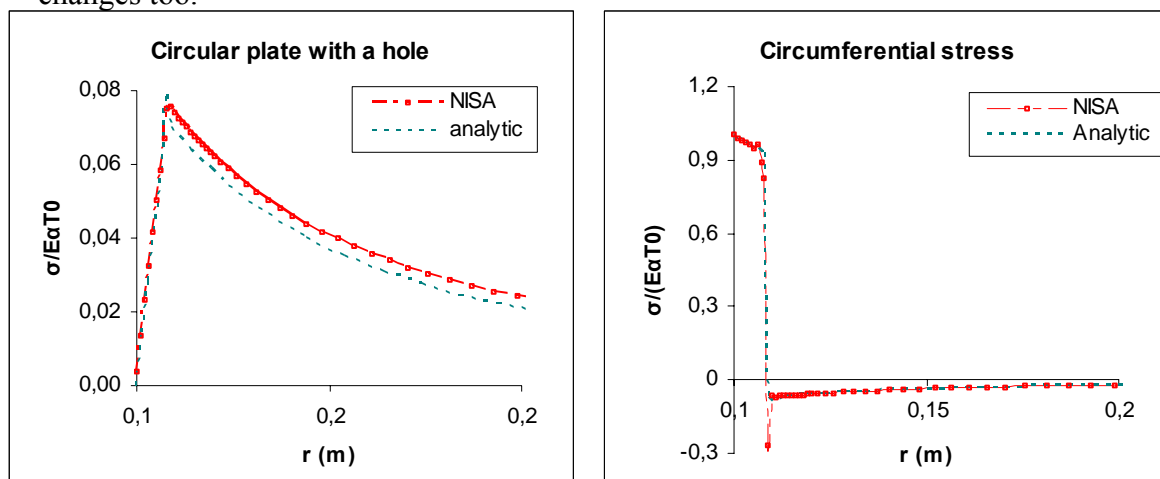 changes too.
Circular plate with a hole
0,08
NISA
analytic
0,06
σ/EαT0
0,04
0,02
0,00
0,1 0,2 0,2
r (m)
Circumferential stress
1,2
NISA
Analytic
0,9
0,6
σ/(EαT0)
0,3
0
0,1 0,15 0,2
-0,3
r (m)